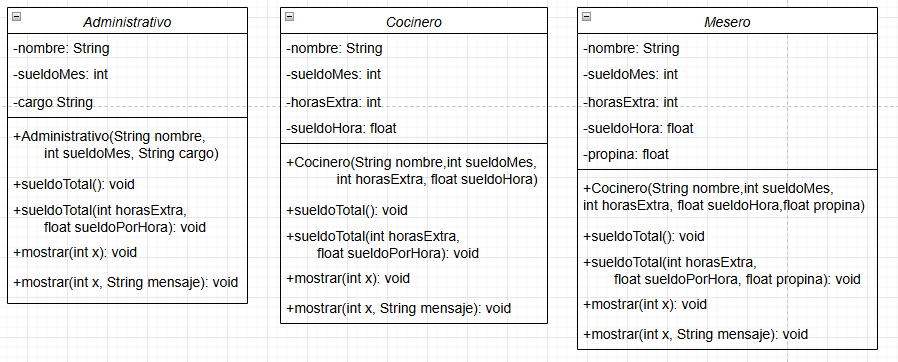 Administrativo
-nombre: String
-sueldoMes: int
-cargo String
+Administrativo(String nombre,
int sueldoMes, String cargo)
+sueldoTotal(): void
+sueldoTotal(int horasExtra,
float sueldoPorHora): void
+mostrar(int x): void
+mostrar(int x, String mensaje): void
Cocinero
-nombre: String
-sueldoMes: int
-horasExtra: int
-sueldoHora: float
+Cocinero(String nombre,int sueldoMes,
int horasExtra, float sueldoHora)
+sueldoTotal(): void
+sueldoTotal(int horasExtra,
float sueldoPorHora): void
+mostrar(int x): void
+mostrar(int x, String mensaje): void
Mesero
-nombre: String
-sueldoMes: int
-horasExtra: int
-sueldoHora: float
-propina: float
+Cocinero(String nombre,int sueldoMes,
int horasExtra, float sueldoHora,float propina)
+sueldoTotal(): void
+sueldoTotal(int horasExtra,
float sueldoPorHora, float propina): void
+mostrar(int x): void
+mostrar(int x, String mensaje): void